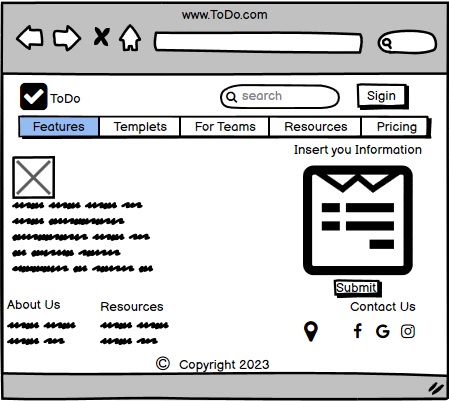 www.ToDo.com
ToDo
search
Sigin
Features Templets For Teams Resources Pricing
Insert you Information
Submit
About Us Resources Contact Us
© Copyright 2023